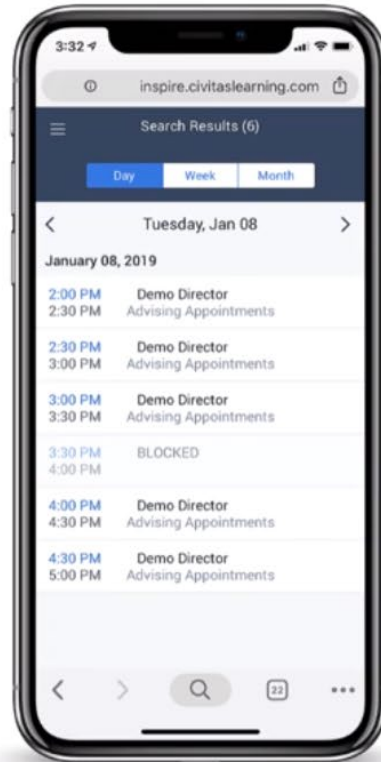 3:32
inspire.civitaslearning.com
Search Results (6)
Day Week Month
Tuesday, Jan 08
January 08, 2019
2:00 PM Demo Director
2:30 PM Advising Appointments
2:30 PM Demo Director
3:00 PM Advising Appointments
3:00 PM Demo Director
3:30 PM Advising Appointments
3:30 PM BLOCKED
4:00 PM
4:00 PM Demo Director
4:30 PM Advising Appointments
4:30 PM Demo Director
5:00 PM Advising Appointments
22